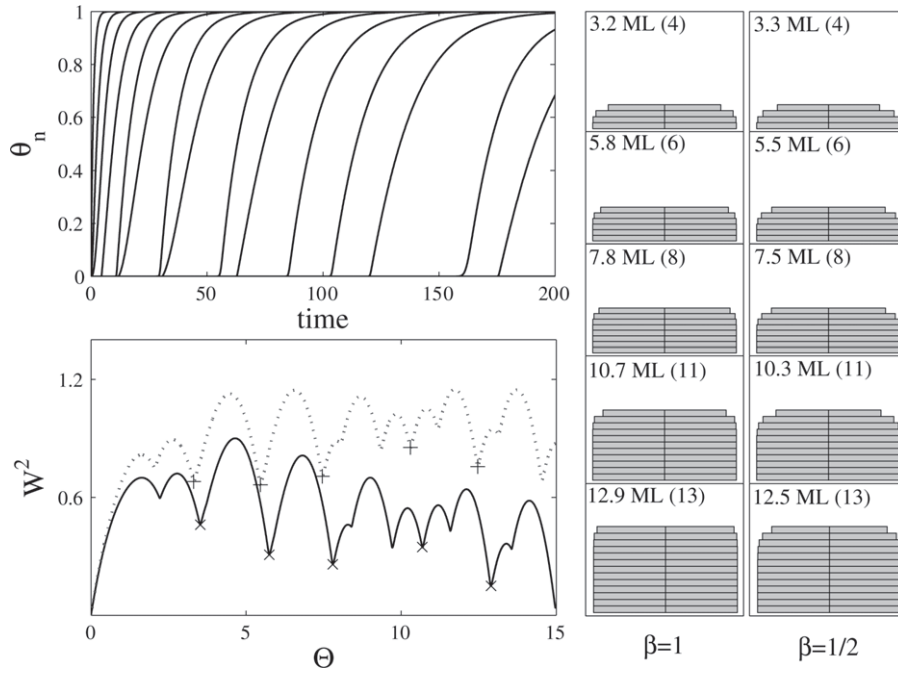 1
0.8
0.6
0.4
0.2
0
θn
0 50 100 150 200
time
1.2
0.6
W²
0 5 10 15
Θ
3.2 ML (4) 3.3 ML (4)
5.8 ML (6) 5.5 ML (6)
7.8 ML (8) 7.5 ML (8)
10.7 ML (11) 10.3 ML (11)
12.9 ML (13) 12.5 ML (13)
β=1 β=1/2